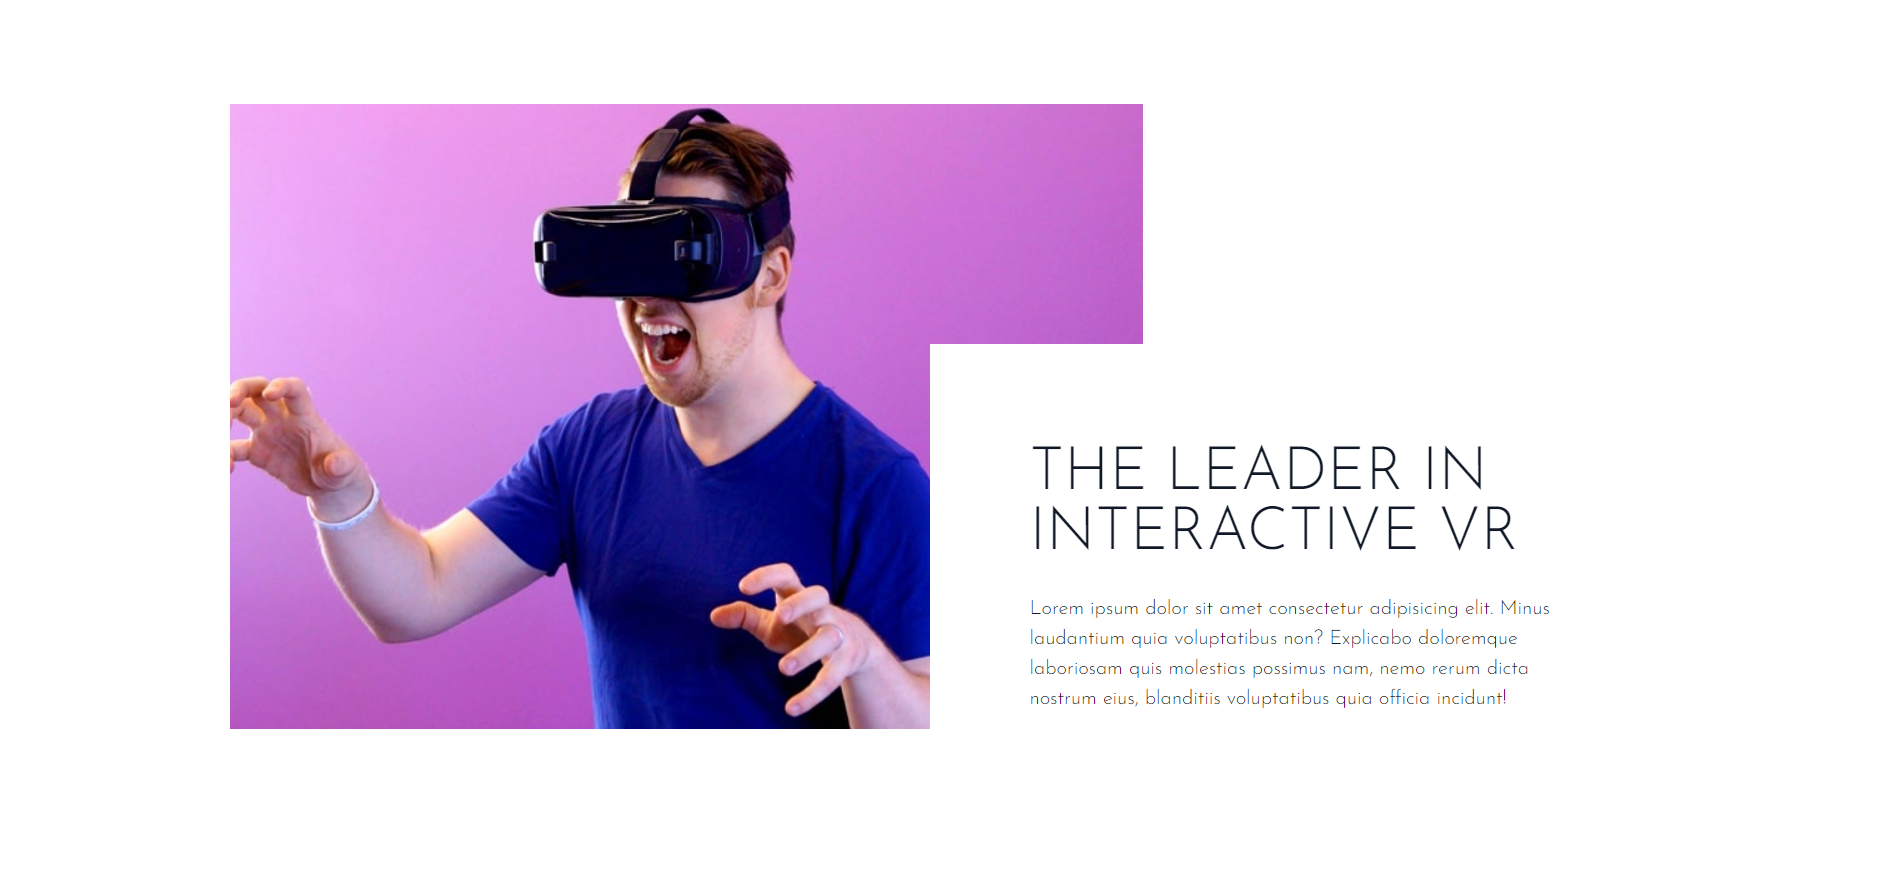 THE LEADER IN
INTERACTIVE VR
Lorem ipsum dolor sit amet consectetur adipisicing elit. Minus
laudantium quia voluptatibus non? Explicabo doloremque
laboriosam quis molestias possimus nam, nemo rerum dicta
nostrum eius, blanditiis voluptatibus quia officia incidunt!